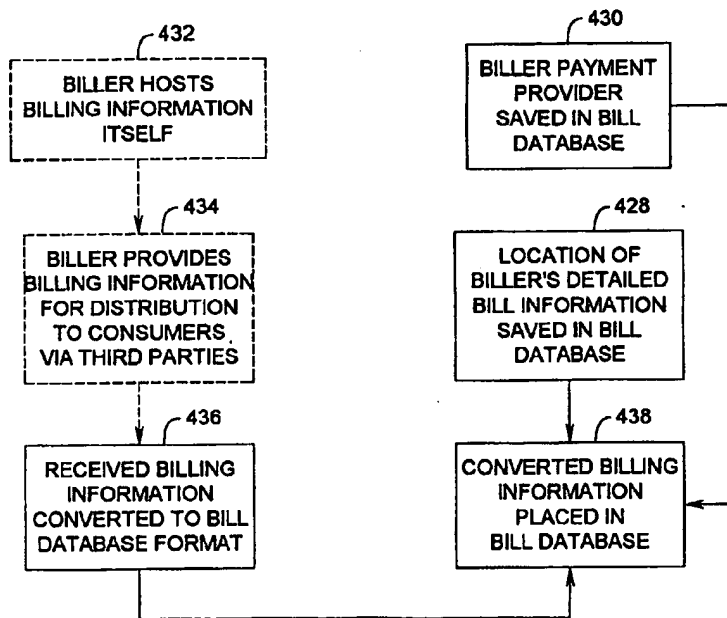 432
BILLER HOSTS
BILLING INFORMATION
ITSELF
434
BILLER PROVIDES
BILLING INFORMATION
FOR DISTRIBUTION
TO CONSUMERS
VIA THIRD PARTIES
436
RECEIVED BILLING
INFORMATION
CONVERTED TO BILL
DATABASE FORMAT
430
BILLER PAYMENT
PROVIDER
SAVED IN BILL
DATABASE
428
LOCATION OF
BILLER'S DETAILED
BILL INFORMATION
SAVED IN BILL
DATABASE
438
CONVERTED BILLING
INFORMATION
PLACED IN
BILL DATABASE